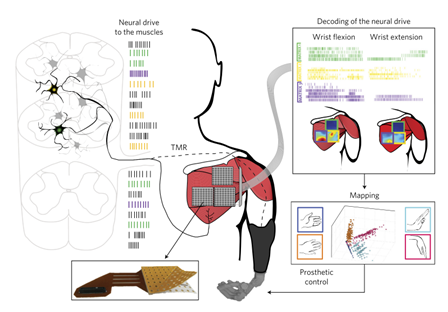 Neural drive
to the muscles
TMR
Decoding of the neural drive
Wrist flexion
Wrist extension
Mapping
Prosthetic
control